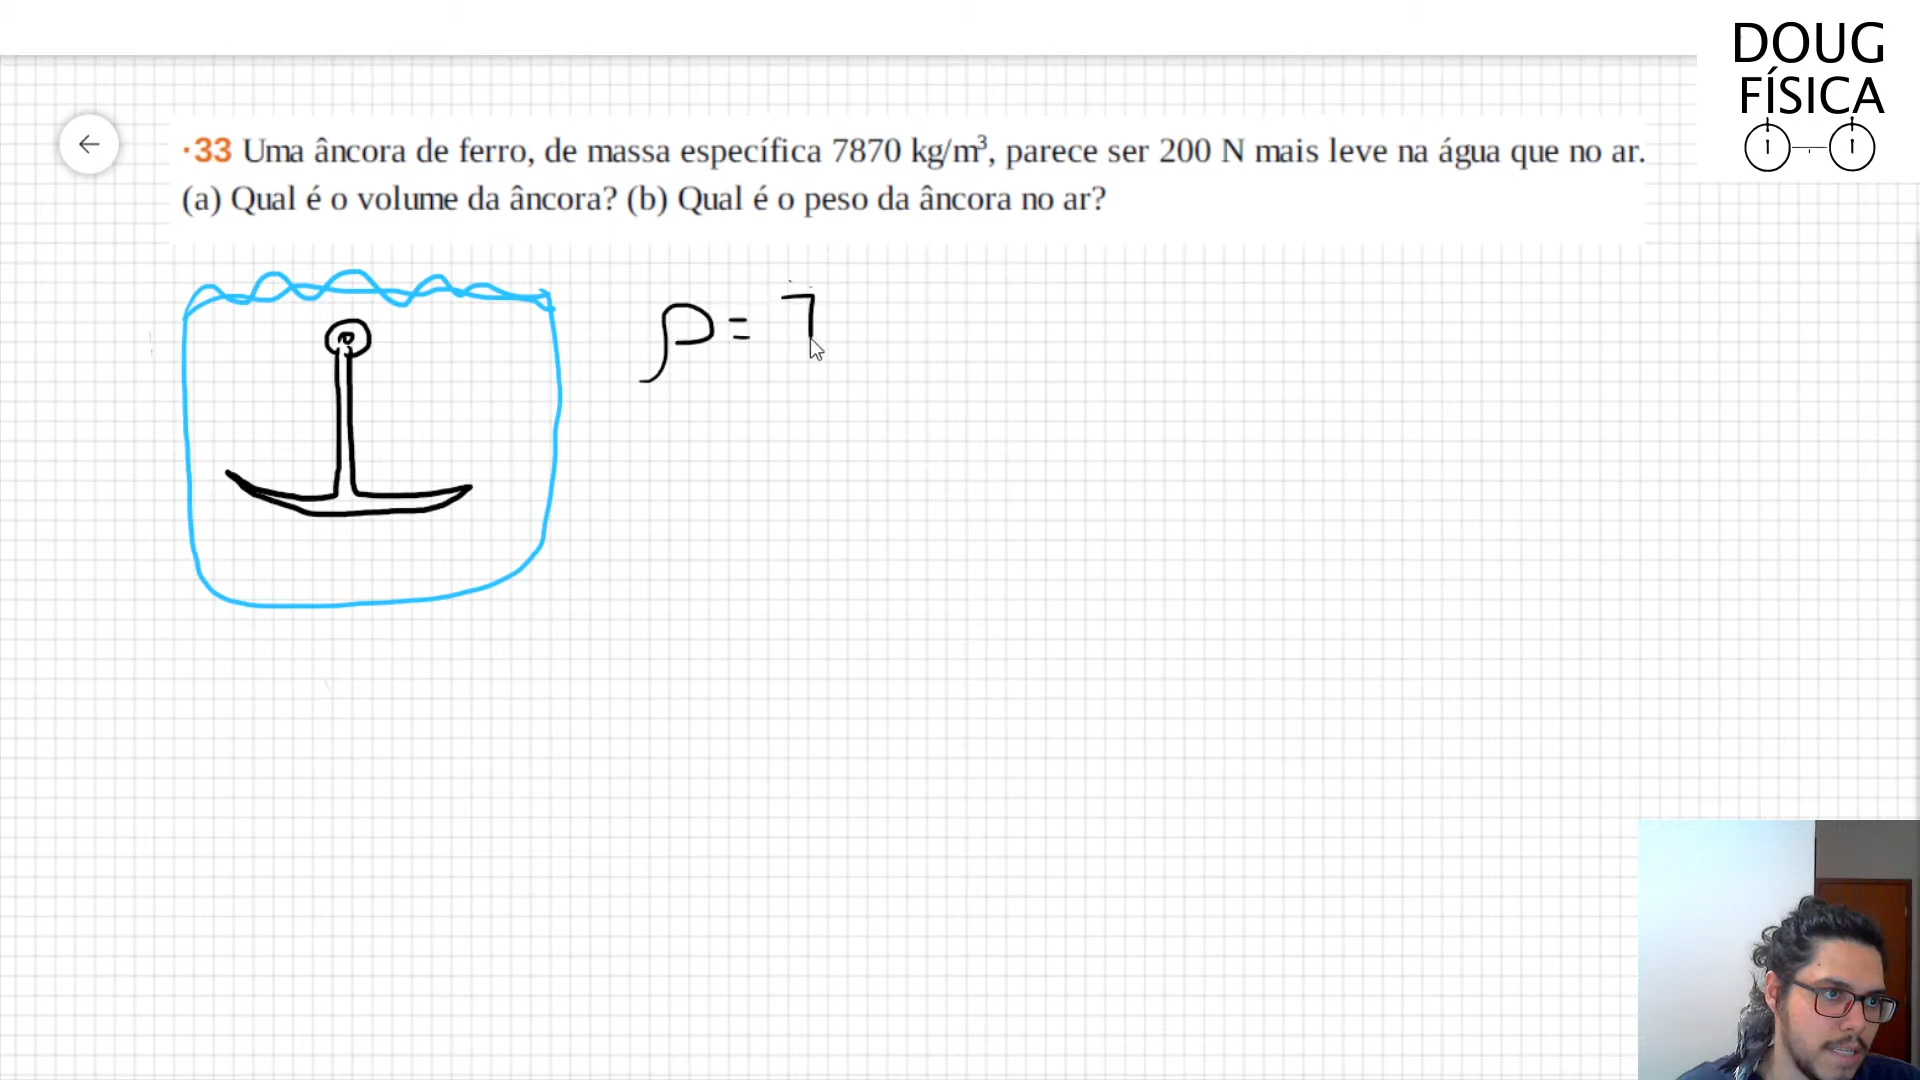 DOUG
FÍSICA
·33 Uma âncora de ferro, de massa específica 7870 kg/m³, parece ser 200 N mais leve na água que no ar.
(a) Qual é o volume da âncora? (b) Qual é o peso da âncora no ar?
ρ = 7